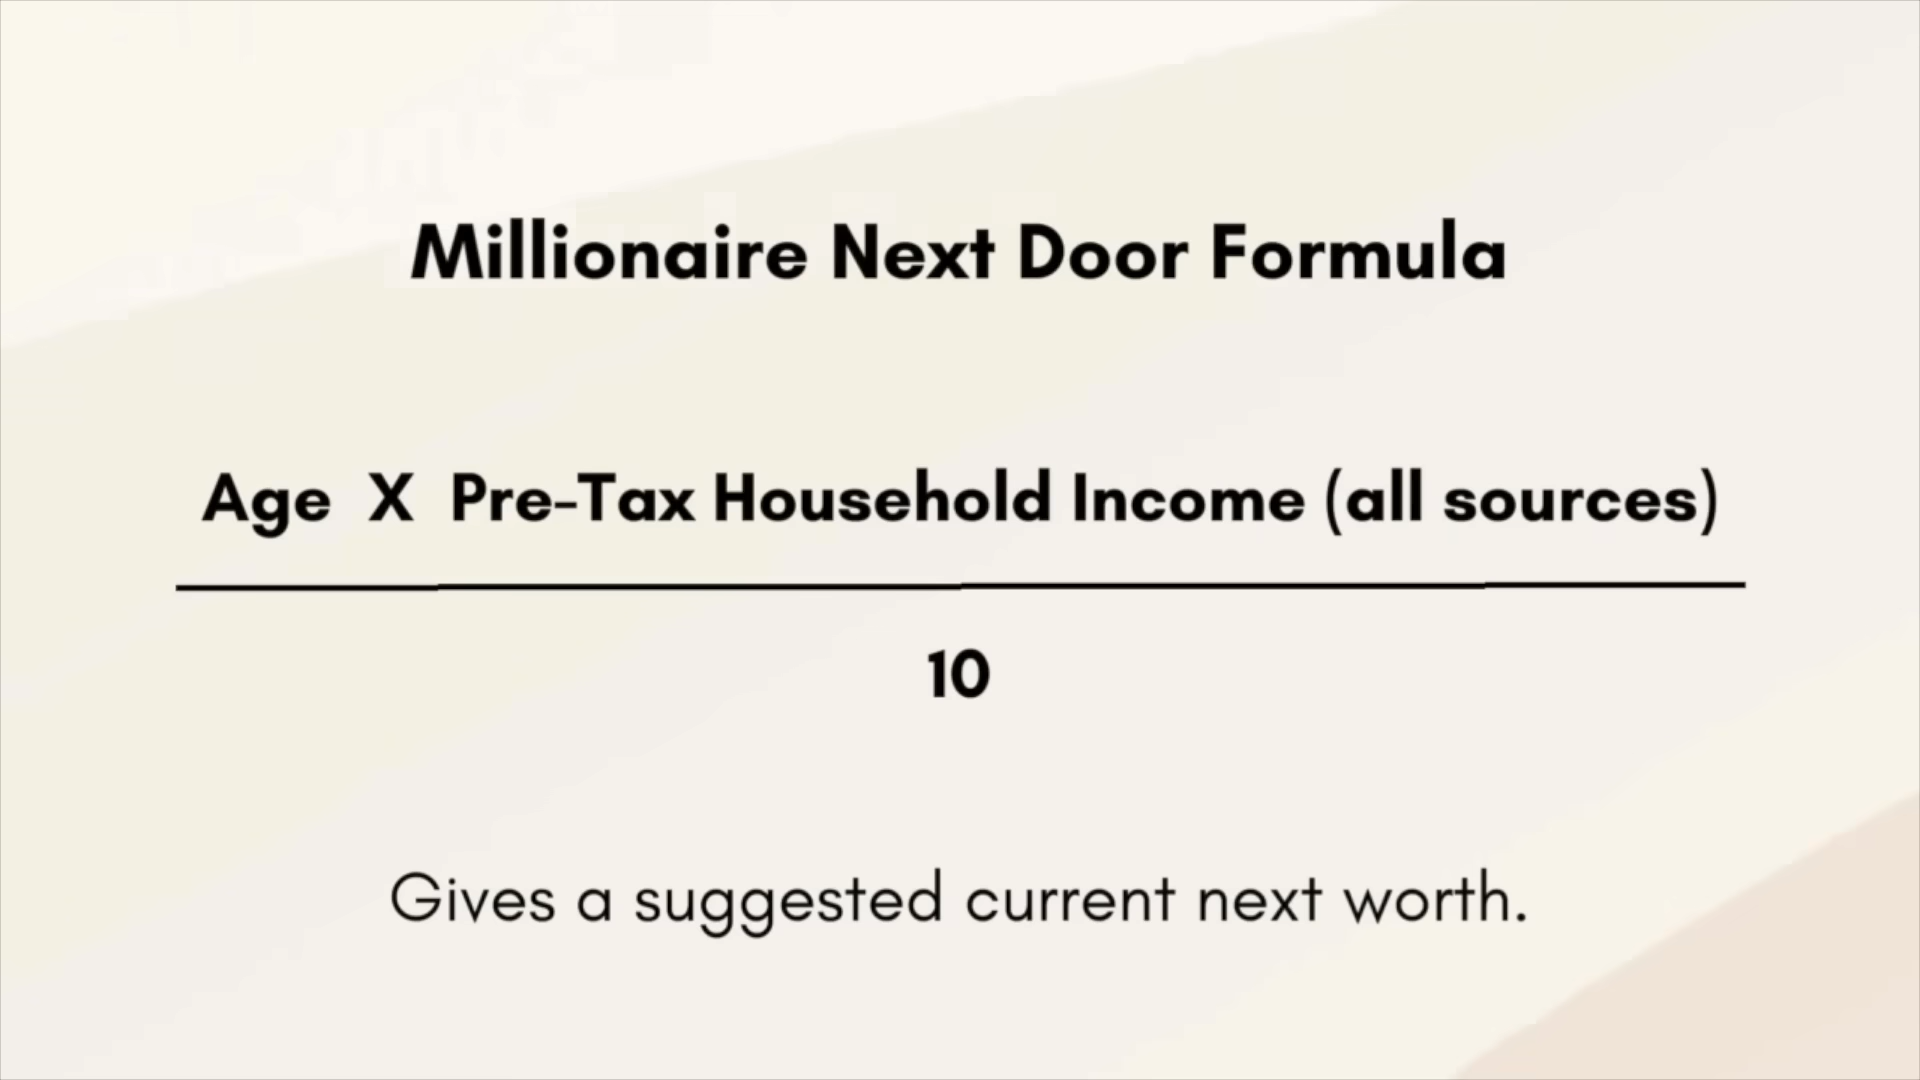 Millionaire Next Door Formula
Age X Pre-Tax Household Income (all sources)
10
Gives a suggested current next worth.